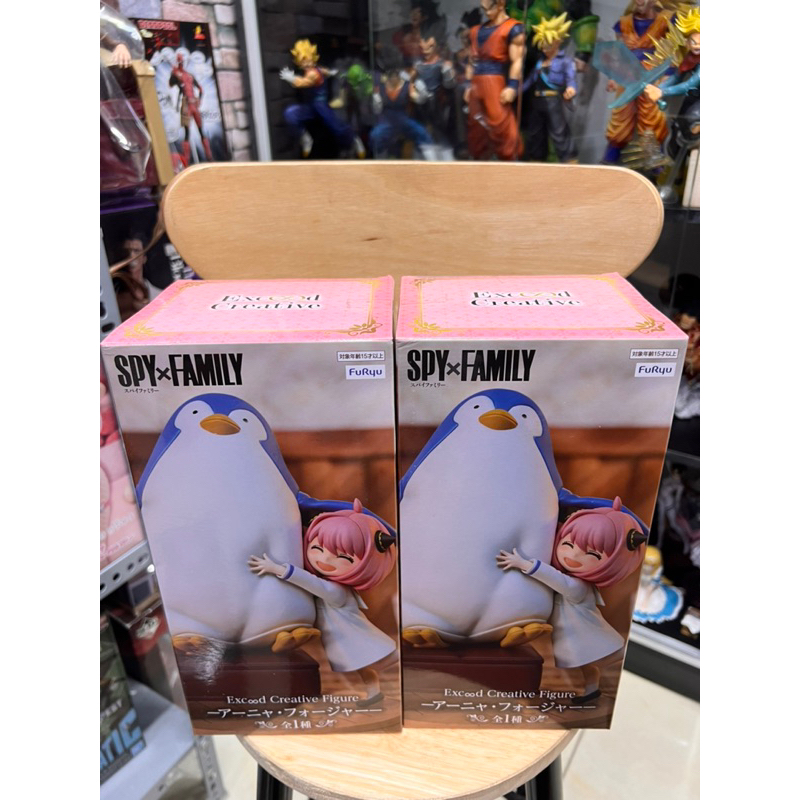 Exc∞d
Creative
SPY×FAMILY
スパイファミリー
対象年齢15才以上
FuRyu
Exc∞d Creative Figure
ーアーニャ・フォージャーー
全1種
Exc∞d
Creative
SPY×FAMILY
スパイファミリー
対象年齢15才以上
FuRyu
Exc∞d Creative Figure
ーアーニャ・フォージャーー
全1種